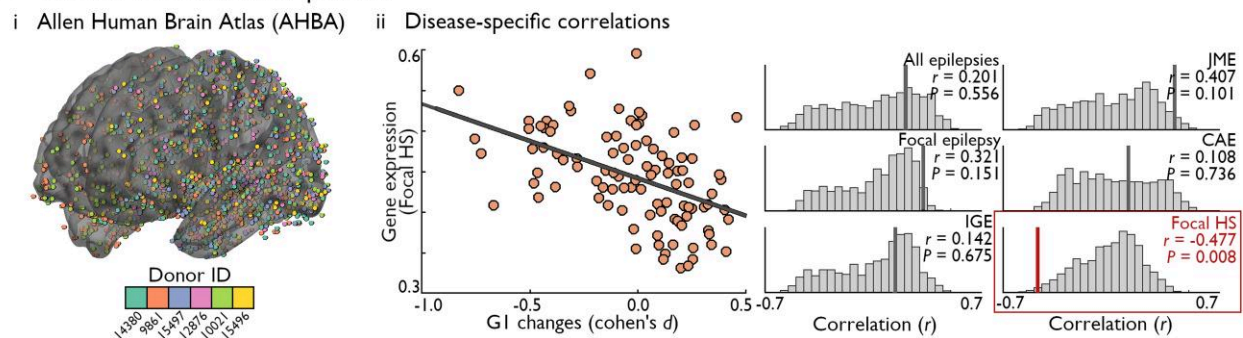 i Allen Human Brain Atlas (AHBA)
Donor ID
14380
9861
15497
12876
10021
15496
ii Disease-specific correlations
0.6
0.3
Gene expression
(Focal HS)
-1.0 -0.5 0.0 0.5
G1 changes (cohen's d)
All epilepsies
r = 0.201
P = 0.556
JME
r = 0.407
P = 0.101
Focal epilepsy
r = 0.321
P = 0.151
CAE
r = 0.108
P = 0.736
IGE
r = 0.142
P = 0.675
Focal HS
r = -0.477
P = 0.008
-0.7 0.7
Correlation (r)
-0.7 0.7
Correlation (r)